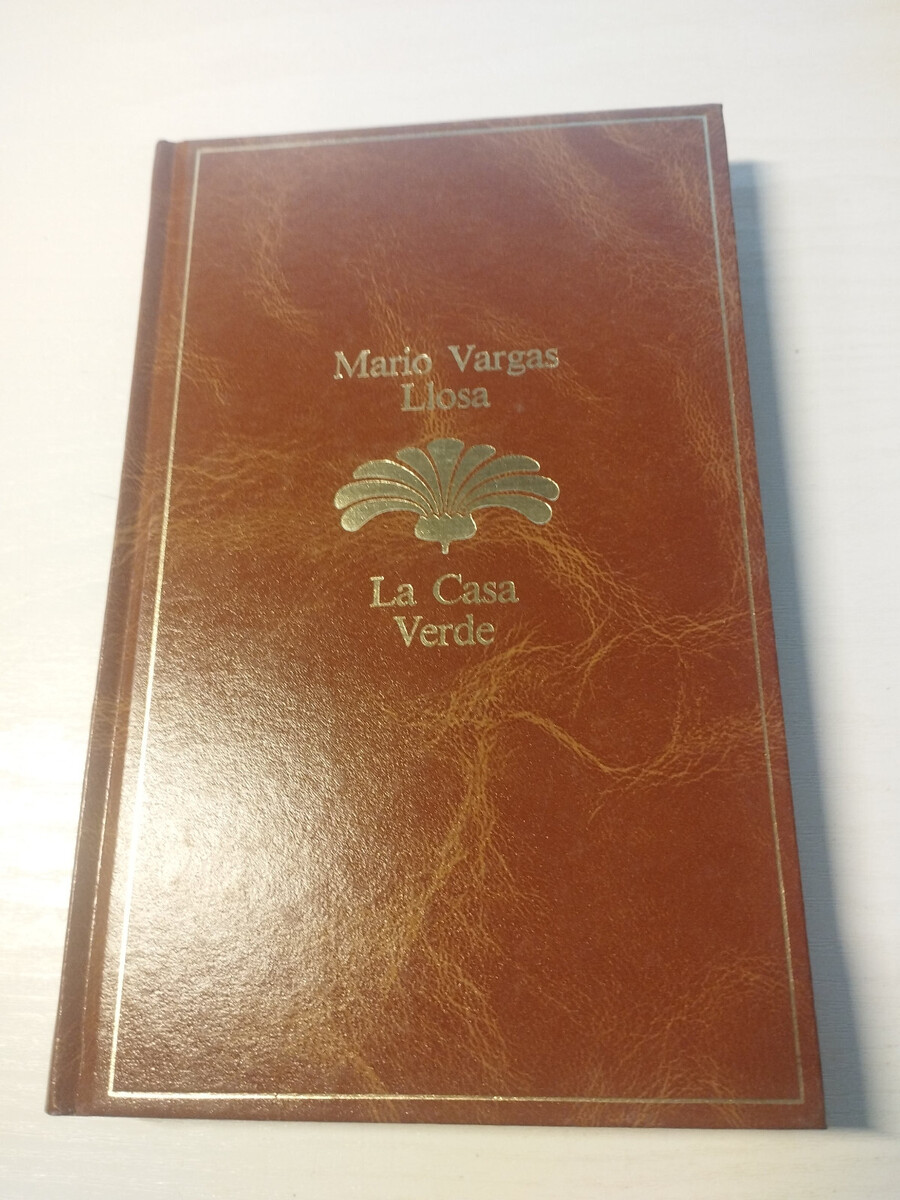 Mario Vargas
Llosa
La Casa
Verde